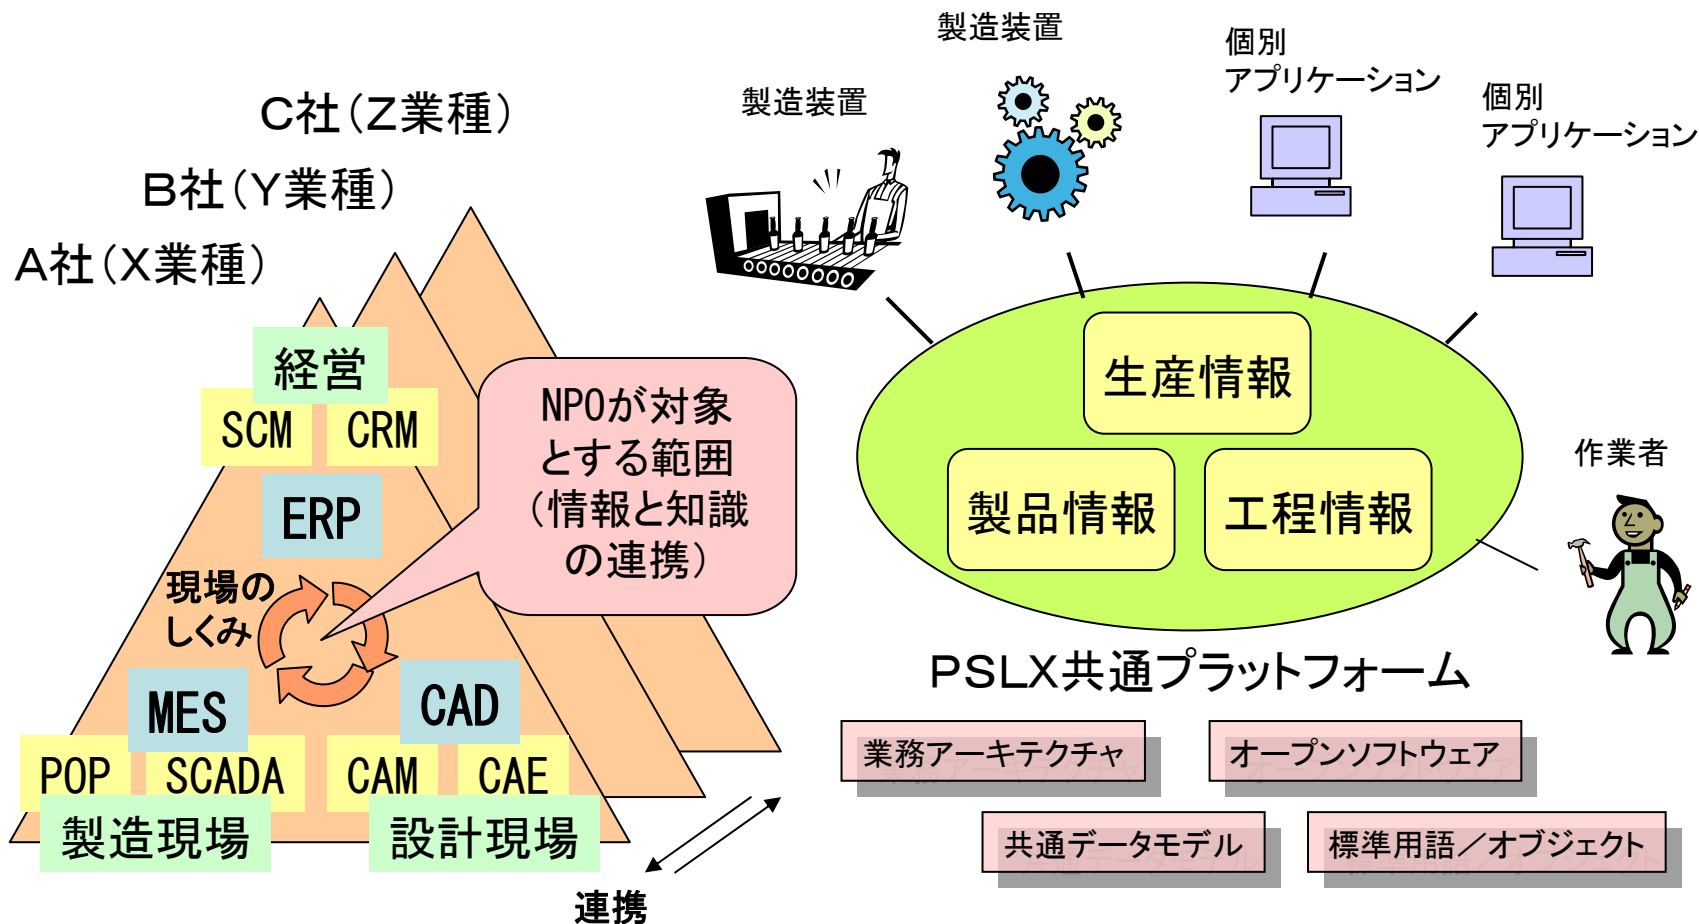 製造装置
個別
アプリケーション
製造装置
個別
アプリケーション
C社(Z業種)
B社(Y業種)
A社(X業種)
経営
SCM
CRM
ERP
NPOが対象
とする範囲
(情報と知識
の連携)
現場の
しくみ
MES
CAD
POP
SCADA
CAM
CAE
製造現場
設計現場
連携
生産情報
製品情報
工程情報
作業者
PSLX共通プラットフォーム
業務アーキテクチャ
オープンソフトウェア
共通データモデル
標準用語/オブジェクト